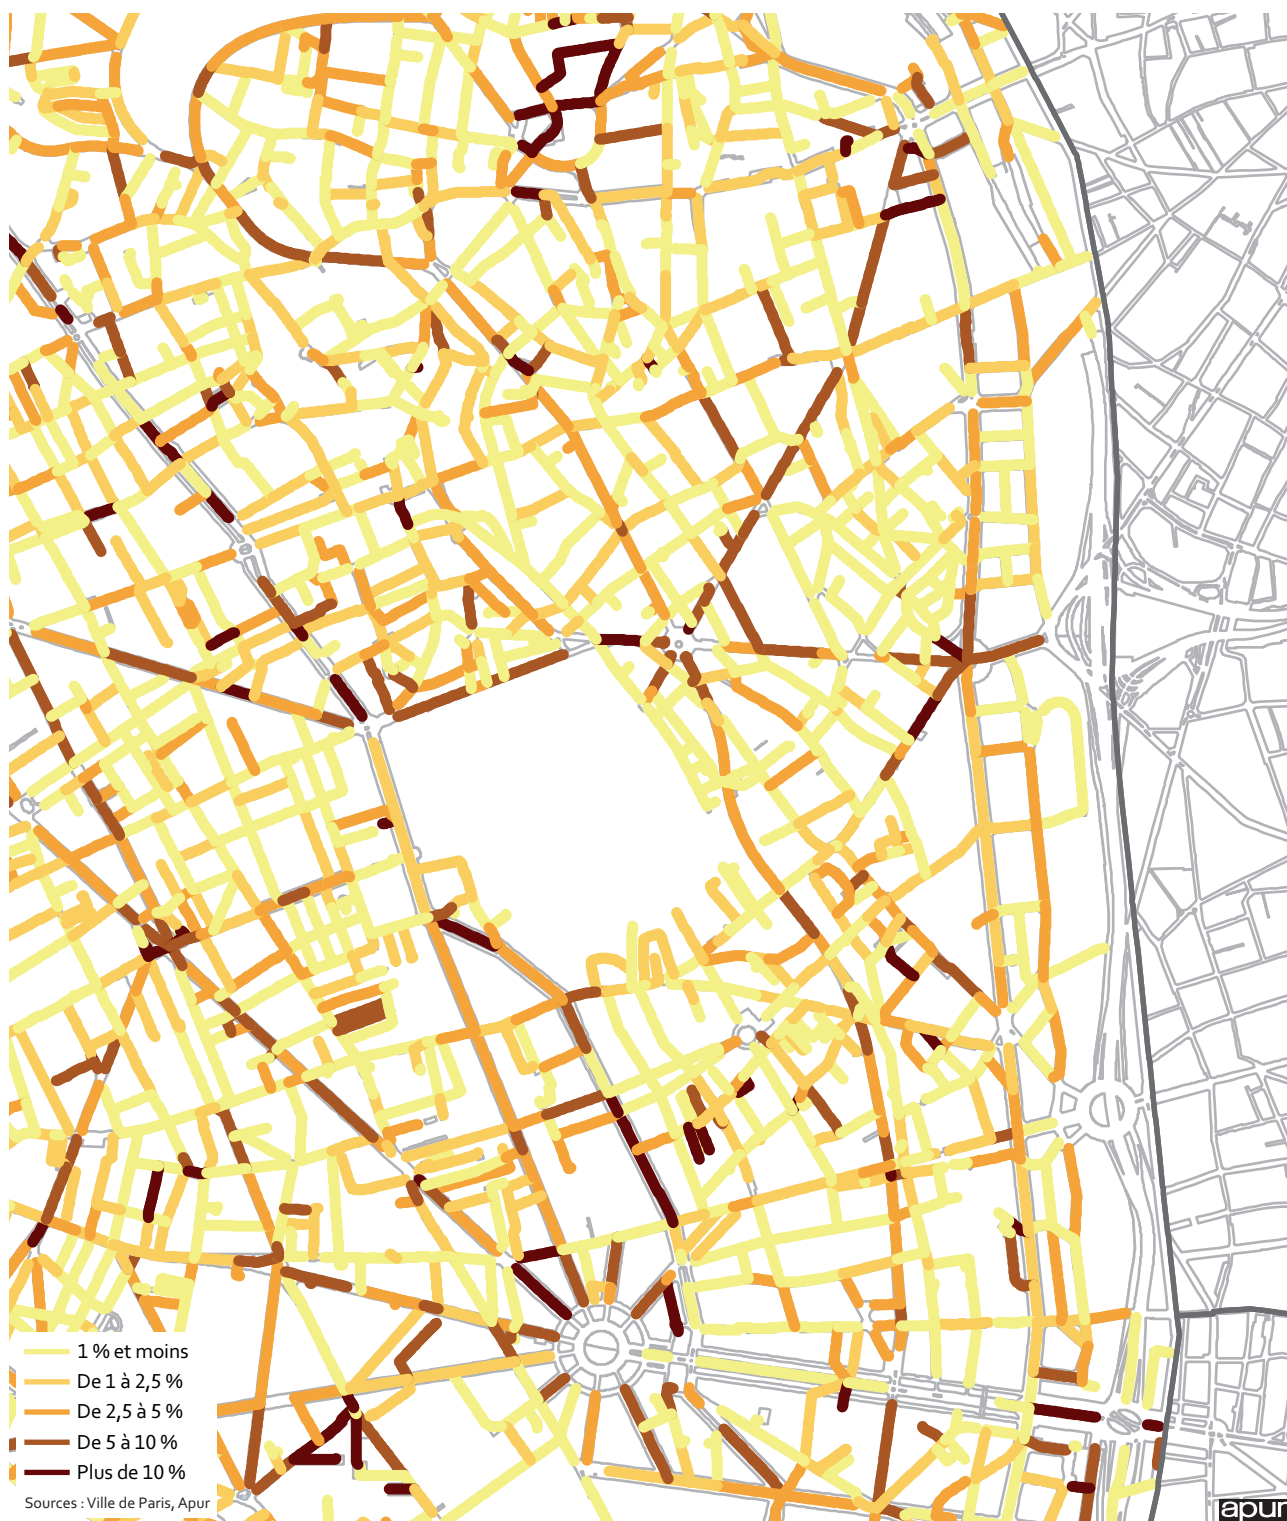 1 % et moins
De 1 à 2,5 %
De 2,5 à 5 %
De 5 à 10 %
Plus de 10 %
Sources : Ville de Paris, Apur
apur